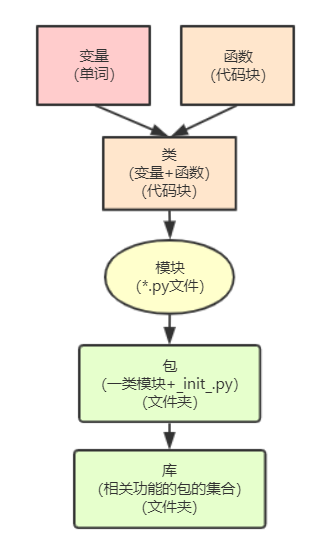 变量
(单词)
函数
(代码块)
类
(变量+函数)
(代码块)
模块
(*.py文件)
包
(一类模块+_init_.py)
(文件夹)
库
(相关功能的包的集合)
(文件夹)